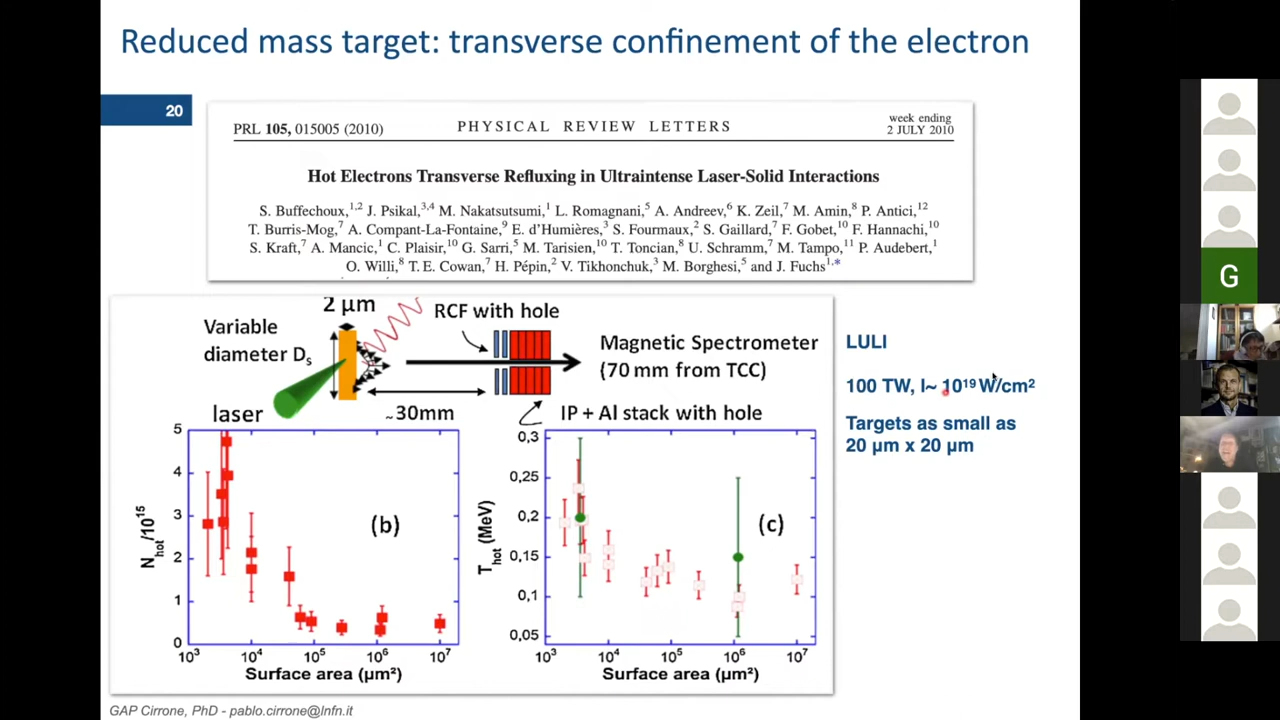 Reduced mass target: transverse confinement of the electron
20
PRL 105, 015005 (2010)
PHYSICAL REVIEW LETTERS
week ending
2 JULY 2010
Hot Electrons Transverse Refluxing in Ultraintense Laser-Solid Interactions
S. Buffechoux,1,2 J. Psikal,3,4 M. Nakatsutsumi,1 L. Romagnani,5 A. Andreev,6 K. Zeil,7 M. Amin,8 P. Antici,12
T. Burris-Mog,7 A. Compant-La-Fontaine,9 E. d'Humières,3 S. Fourmaux,2 S. Gaillard,7 F. Gobet,10 F. Hannachi,10
S. Kraft,7 A. Mancic,1 C. Plaisir,10 G. Sarri,5 M. Tarisien,10 T. Toncian,8 U. Schramm,7 M. Tampo,11 P. Audebert,1
O. Willi,8 T. E. Cowan,7 H. Pépin,2 V. Tikhonchuk,3 M. Borghesi,5 and J. Fuchs1,*
2 µm
RCF with hole
Variable
diameter Ds
Magnetic Spectrometer
(70 mm from TCC)
laser
~30mm
IP + Al stack with hole
LULI
100 TW, I~ 10¹⁹ W/cm²
Targets as small as
20 µm x 20 µm
G
5
4
3
2
1
0
Nhot/10¹⁵
(b)
10³ 10⁴ 10⁵ 10⁶ 10⁷
Surface area (µm²)
0,3
0,25
0,2
0,15
0,1
0,05
Thot (MeV)
(c)
10³ 10⁴ 10⁵ 10⁶ 10⁷
Surface area (µm²)
GAP Cirrone, PhD - pablo.cirrone@lnfn.it